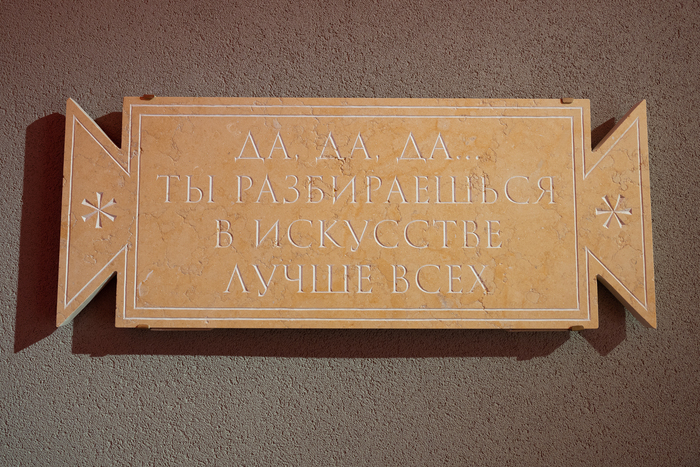 ДА, ДА, ДА...
ТЫ РАЗБИРАЕШЬСЯ
В ИСКУССТВЕ
ЛУЧШЕ ВСЕХ